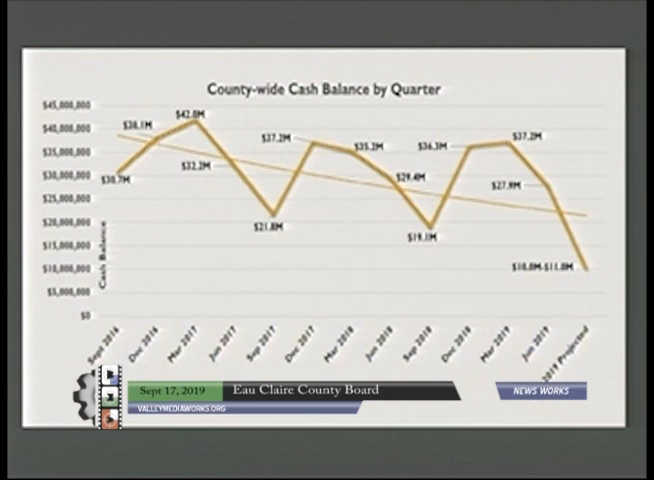 County-wide Cash Balance by Quarter
$45,000,000
$40,000,000
$35,000,000
$30,000,000
$25,000,000
$20,000,000
$15,000,000
$10,000,000
$5,000,000
$0
Cash Balance
$30.7M
$38.1M
$42.0M
$32.2M
$21.8M
$37.2M
$35.2M
$29.4M
$19.1M
$36.3M
$37.2M
$27.9M
$10.0M-$11.0M
Sept 2016
Dec 2016
Mar 2017
Jun 2017
Sep 2017
Dec 2017
Mar 2018
Jun 2018
Sep 2018
Dec 2018
Mar 2019
Jun 2019
2019 Projected
Sept 17, 2019
Eau Claire County Board
NEWS WORKS
VALLEYMEDIAWORKS.ORG